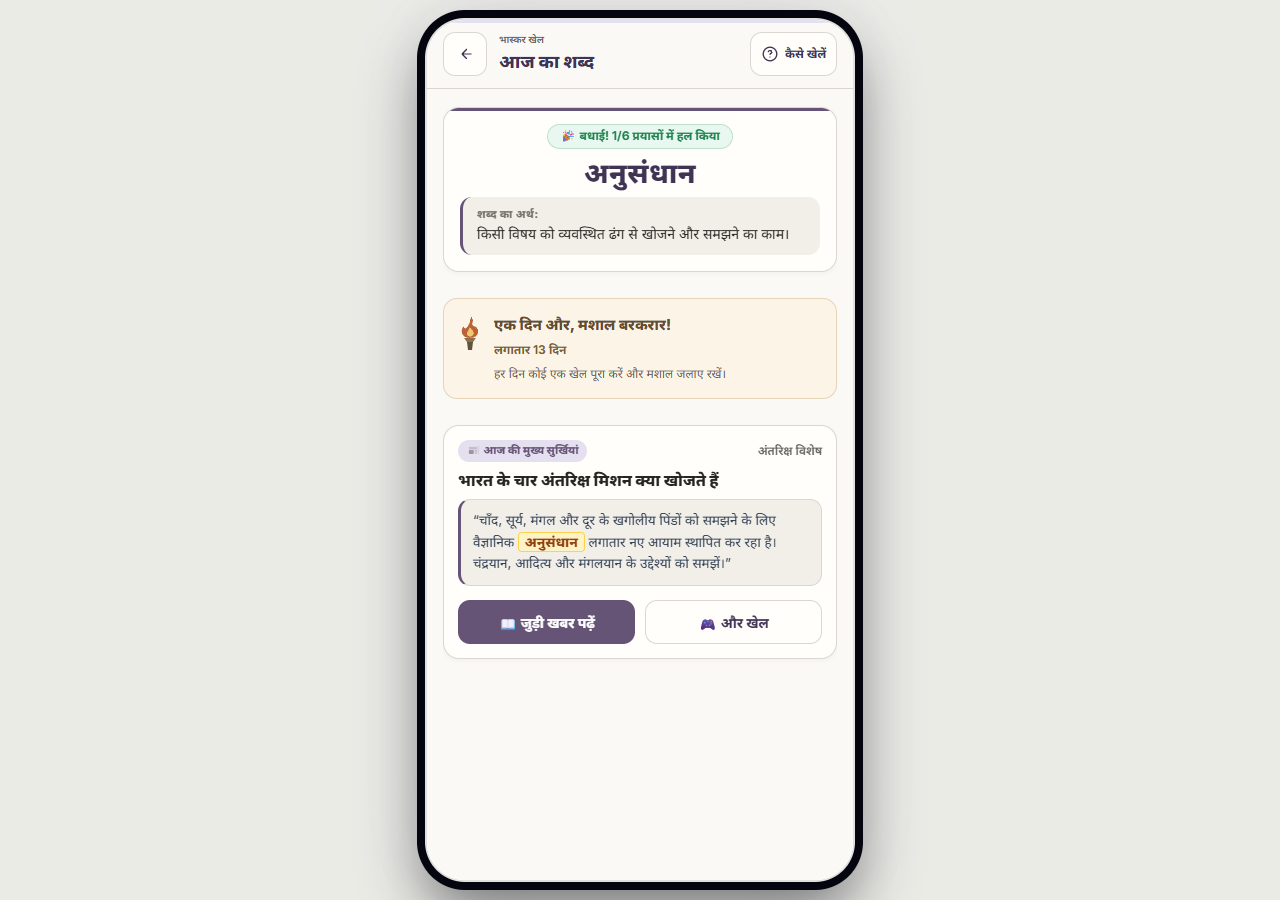 भास्कर खेल
आज का शब्द
कैसे खेलें
बधाई! 1/6 प्रयासों में हल किया
अनुसंधान
शब्द का अर्थ:
किसी विषय को व्यवस्थित ढंग से खोजने और समझने का काम।
एक दिन और, मशाल बरकरार!
लगातार 13 दिन
हर दिन कोई एक खेल पूरा करें और मशाल जलाए रखें।
आज की मुख्य सुर्खियां
अंतरिक्ष विशेष
भारत के चार अंतरिक्ष मिशन क्या खोजते हैं
“चाँद, सूर्य, मंगल और दूर के खगोलीय पिंडों को समझने के लिए
वैज्ञानिक अनुसंधान लगातार नए आयाम स्थापित कर रहा है।
चंद्रयान, आदित्य और मंगलयान के उद्देश्यों को समझें।”
जुड़ी खबर पढ़ें
और खेल